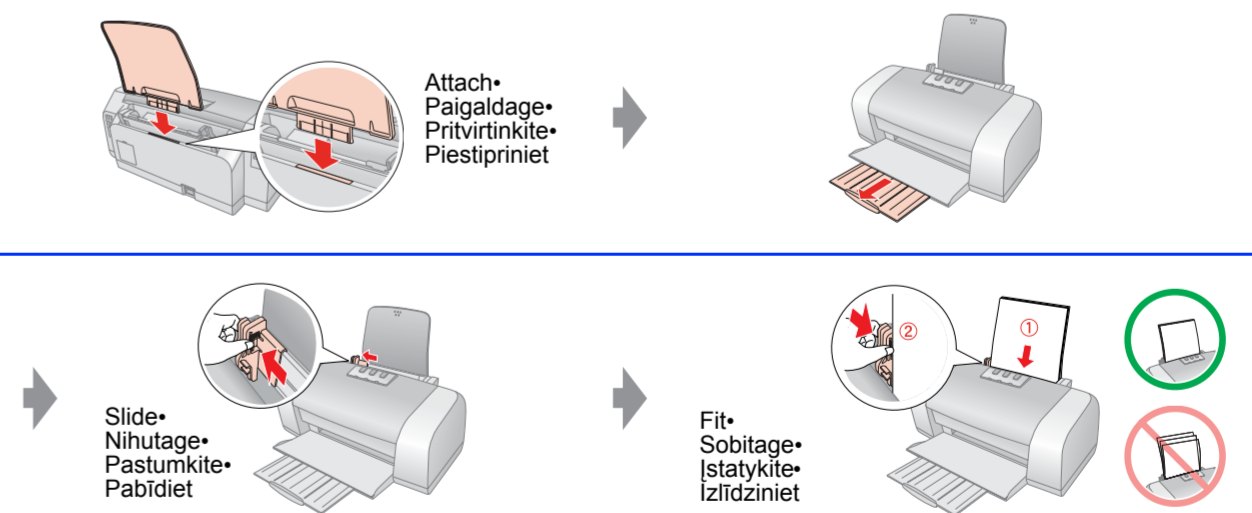 Attach•
Paigaldage•
Pritvirtinkite•
Piestipriniet
Slide•
Nihutage•
Pastumkite•
Pabīdiet
②
①
Fit•
Sobitage•
Įstatykite•
Izlīdziniet